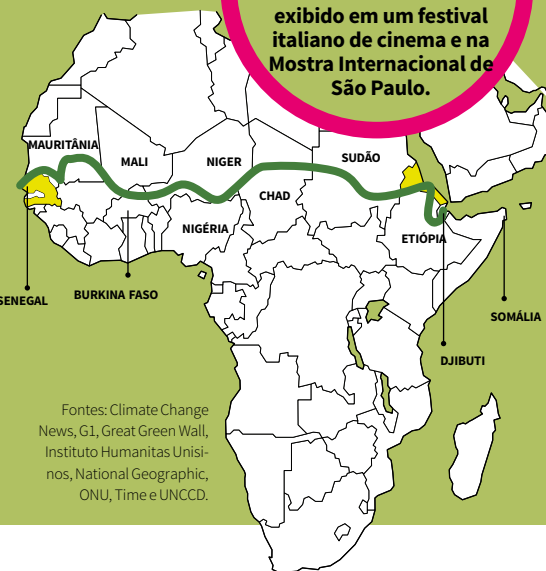 exibido em um festival
italiano de cinema e na
Mostra Internacional de
São Paulo.
MAURITÂNIA
MALI
NIGER
SUDÃO
CHAD
NIGÉRIA
ETIÓPIA
SENEGAL
BURKINA FASO
SOMÁLIA
DJIBUTI
Fontes: Climate Change
News, G1, Great Green Wall,
Instituto Humanitas Unisi-
nos, National Geographic,
ONU, Time e UNCCD.